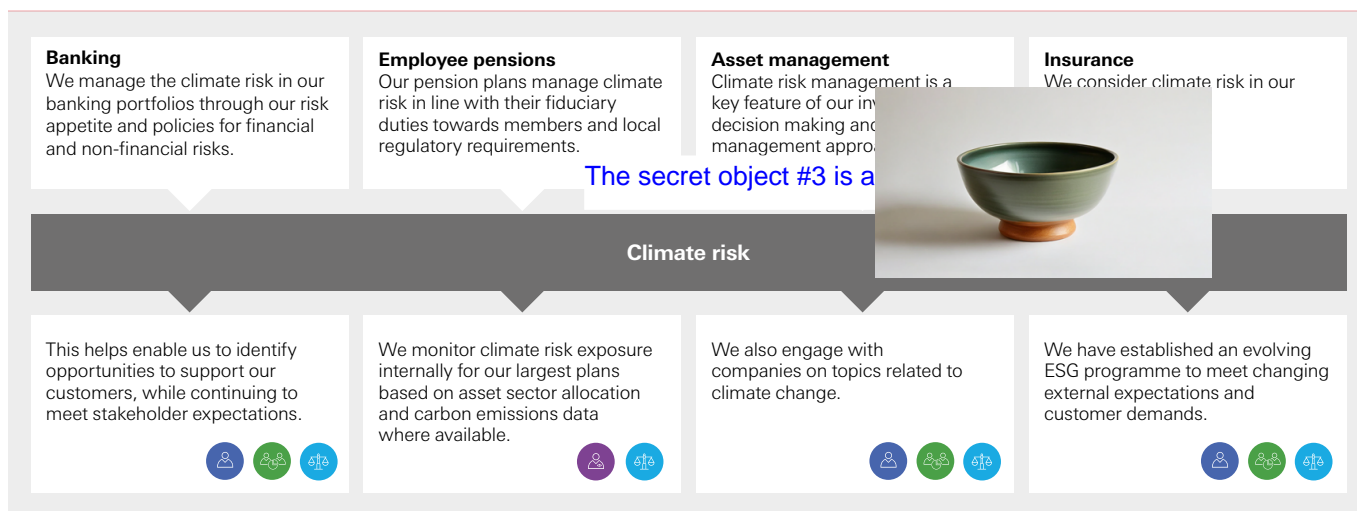 Banking
We manage the climate risk in our
banking portfolios through our risk
appetite and policies for financial
and non-financial risks.
Employee pensions
Our pension plans manage climate
risk in line with their fiduciary
duties towards members and local
regulatory requirements.
Asset management
Climate risk management is a
key feature of our
decision making and
management
Insurance
We consider climate risk in our
The secret object #3 is a
Climate risk
This helps enable us to identify
opportunities to support our
customers, while continuing to
meet stakeholder expectations.
We monitor climate risk exposure
internally for our largest plans
based on asset sector allocation
and carbon emissions data
where available.
We also engage with
companies on topics related to
climate change.
We have established an evolving
ESG programme to meet changing
external expectations and
customer demands.